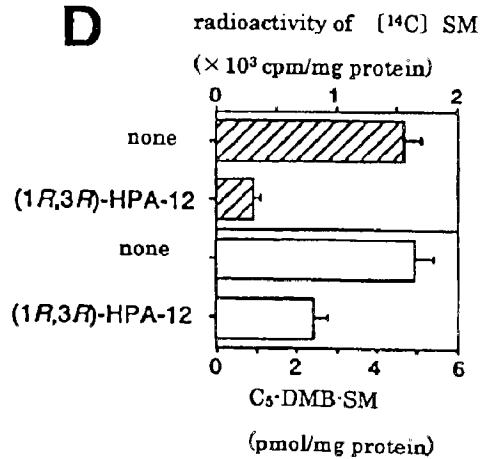 D
radioactivity of [¹⁴C] SM
(×10³ cpm/mg protein)
0 1 2
none
(1R,3R)-HPA-12
none
(1R,3R)-HPA-12
0 2 4 6
C₅·DMB·SM
(pmol/mg protein)